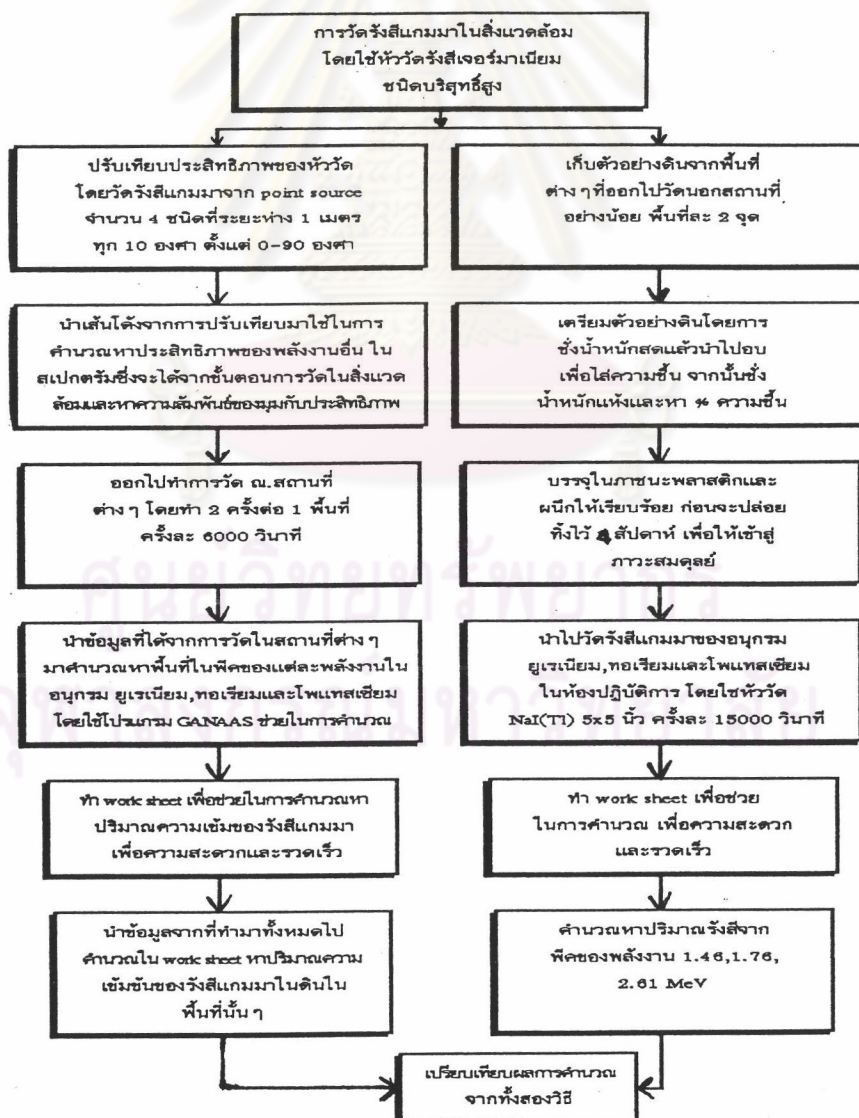 การวัดรังสีแกมมาในสิ่งแวดล้อม
โดยใช้หัววัดรังสีเจอร์มาเนียม
ชนิดบริสุทธิ์สูง
ปรับเทียบประสิทธิภาพของหัววัด
โดยวัดรังสีแกมมาจาก point source
จำนวน 4 ชนิดที่ระยะห่าง 1 เมตร
ทุก 10 องศา ตั้งแต่ 0-90 องศา
นำเส้นโค้งจากการปรับเทียบมาใช้ในการ
คำนวณหาประสิทธิภาพของพลังงานอื่น ใน
สเปกตรัมซึ่งจะได้จากขั้นตอนการวัดในสิ่งแวด
ล้อมและหาความสัมพันธ์ของมุมกับประสิทธิภาพ
ออกไปทำการวัด ณ.สถานที่
ต่าง ๆ โดยทำ 2 ครั้งต่อ 1 พื้นที่
ครั้งละ 6000 วินาที
นำข้อมูลที่ได้จากการวัดในสถานที่ต่าง ๆ
มาคำนวณหาพื้นที่ในพีคของแต่ละพลังงานใน
อนุกรม ยูเรเนียม,ทอเรียมและโพแทสเซียม
โดยใช้โปรแกรม GANAAS ช่วยในการคำนวณ
ทำ work sheet เพื่อช่วยในการคำนวณหา
ปริมาณความเข้มของรังสีแกมมา
เพื่อความสะดวกและรวดเร็ว
นำข้อมูลจากที่ทำมาทั้งหมดไป
คำนวณใน work sheet หาปริมาณความ
เข้มข้นของรังสีแกมมาในดินใน
พื้นที่นั้น ๆ
เก็บตัวอย่างดินจากพื้นที่
ต่าง ๆ ที่ออกไปวัดนอกสถานที่
อย่างน้อย พื้นที่ละ 2 จุด
เตรียมตัวอย่างดินโดยการ
ชั่งน้ำหนักสดแล้วนำไปอบ
เพื่อไล่ความชื้น จากนั้นชั่ง
น้ำหนักแห้งและหา % ความชื้น
บรรจุในภาชนะพลาสติกและ
ผนึกให้เรียบร้อย ก่อนจะปล่อย
ทิ้งไว้ สัปดาห์ เพื่อให้เข้าสู่
ภาวะสมดุลย์
นำไปวัดรังสีแกมมาของอนุกรม
ยูเรเนียม,ทอเรียมและโพแทสเซียม
ในห้องปฏิบัติการ โดยใชหัววัด
NaI(Tl) 5x5 นิ้ว ครั้งละ 15000 วินาที
ทำ work sheet เพื่อช่วย
ในการคำนวณ เพื่อความสะดวก
และรวดเร็ว
คำนวณหาปริมาณรังสีจาก
พีคของพลังงาน 1.46,1.76,
2.61 MeV
เปรียบเทียบผลการคำนวณ
จากทั้งสองวิธี
ศูนย์วิทยทรัพยากร
จุฬาลงกรณ์มหาวิทยาลัย